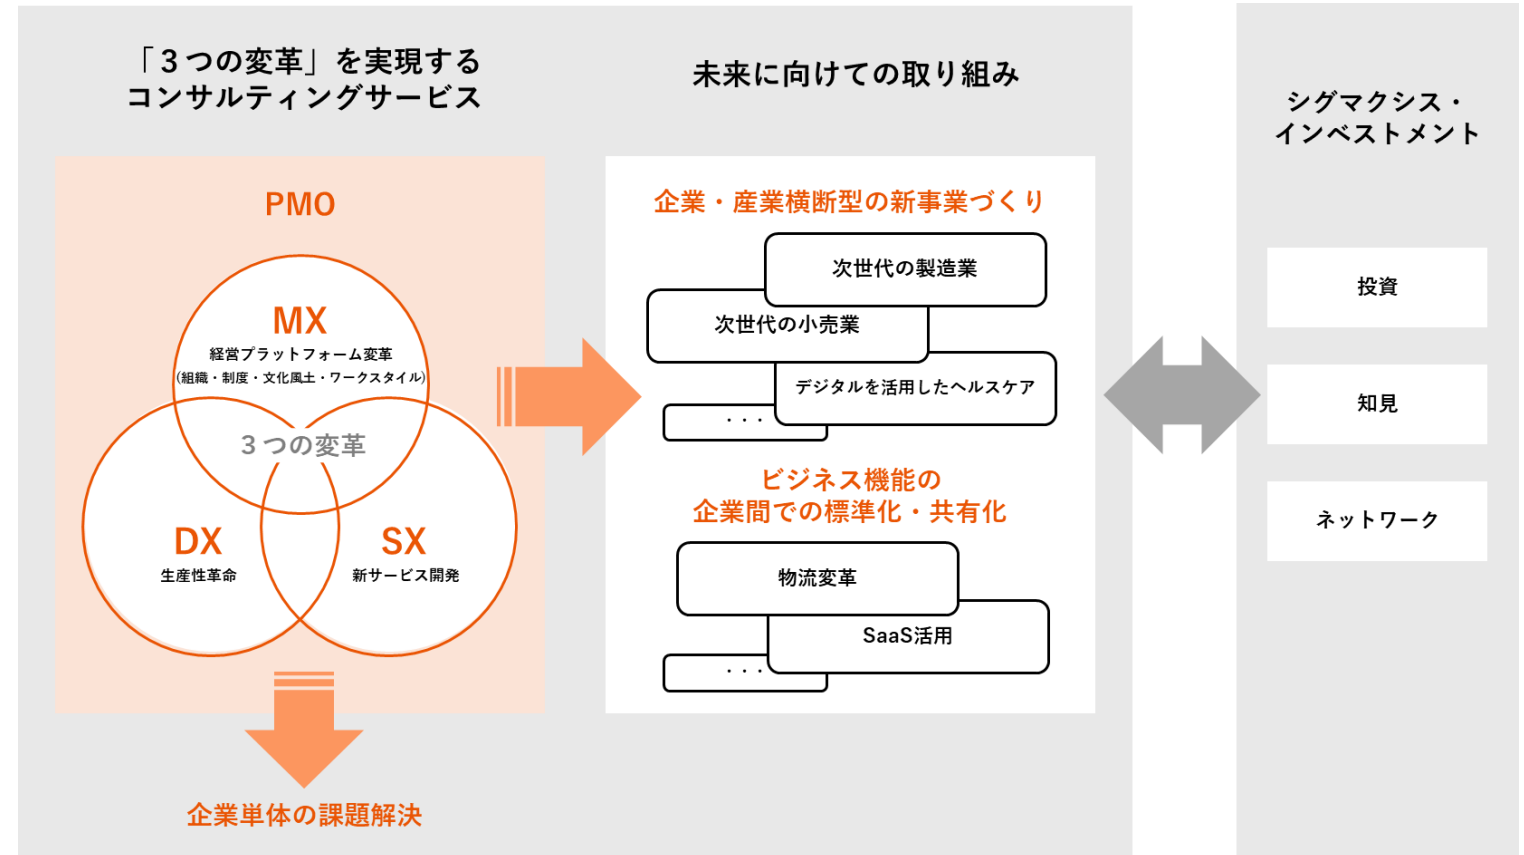 「３つの変革」を実現する
コンサルティングサービス
PMO
MX
経営プラットフォーム変革
(組織・制度・文化風土・ワークスタイル)
３つの変革
DX
生産性革命
SX
新サービス開発
企業単体の課題解決
未来に向けての取り組み
企業・産業横断型の新事業づくり
次世代の製造業
次世代の小売業
デジタルを活用したヘルスケア
・・・
ビジネス機能の
企業間での標準化・共有化
物流変革
SaaS活用
・・・
シグマクシス・
インベストメント
投資
知見
ネットワーク